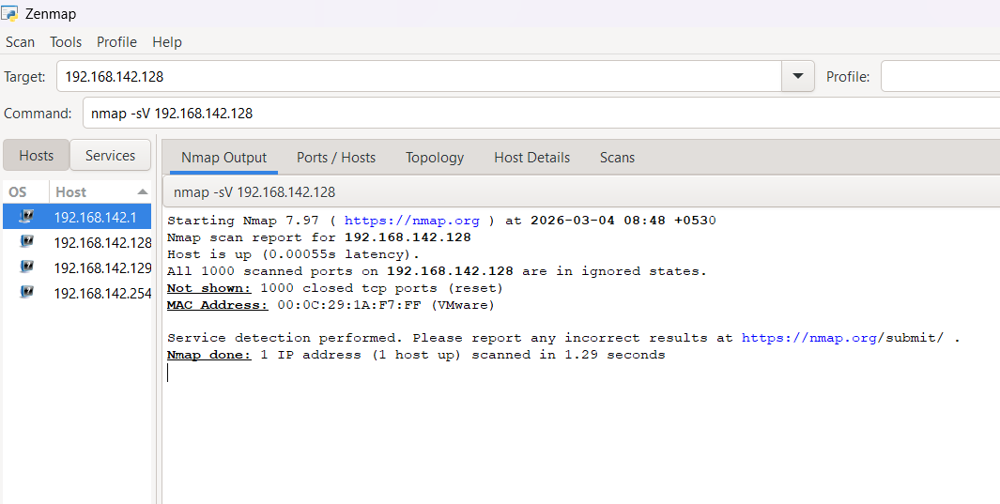 Zenmap
Scan Tools Profile Help
Target: 192.168.142.128 Profile:
Command: nmap -sV 192.168.142.128
Hosts Services Nmap Output Ports / Hosts Topology Host Details Scans
OS Host
192.168.142.1
192.168.142.128
192.168.142.129
192.168.142.254
nmap -sV 192.168.142.128
Starting Nmap 7.97 ( https://nmap.org ) at 2026-03-04 08:48 +0530
Nmap scan report for 192.168.142.128
Host is up (0.00055s latency).
All 1000 scanned ports on 192.168.142.128 are in ignored states.
Not shown: 1000 closed tcp ports (reset)
MAC Address: 00:0C:29:1A:F7:FF (VMware)
Service detection performed. Please report any incorrect results at https://nmap.org/submit/ .
Nmap done: 1 IP address (1 host up) scanned in 1.29 seconds